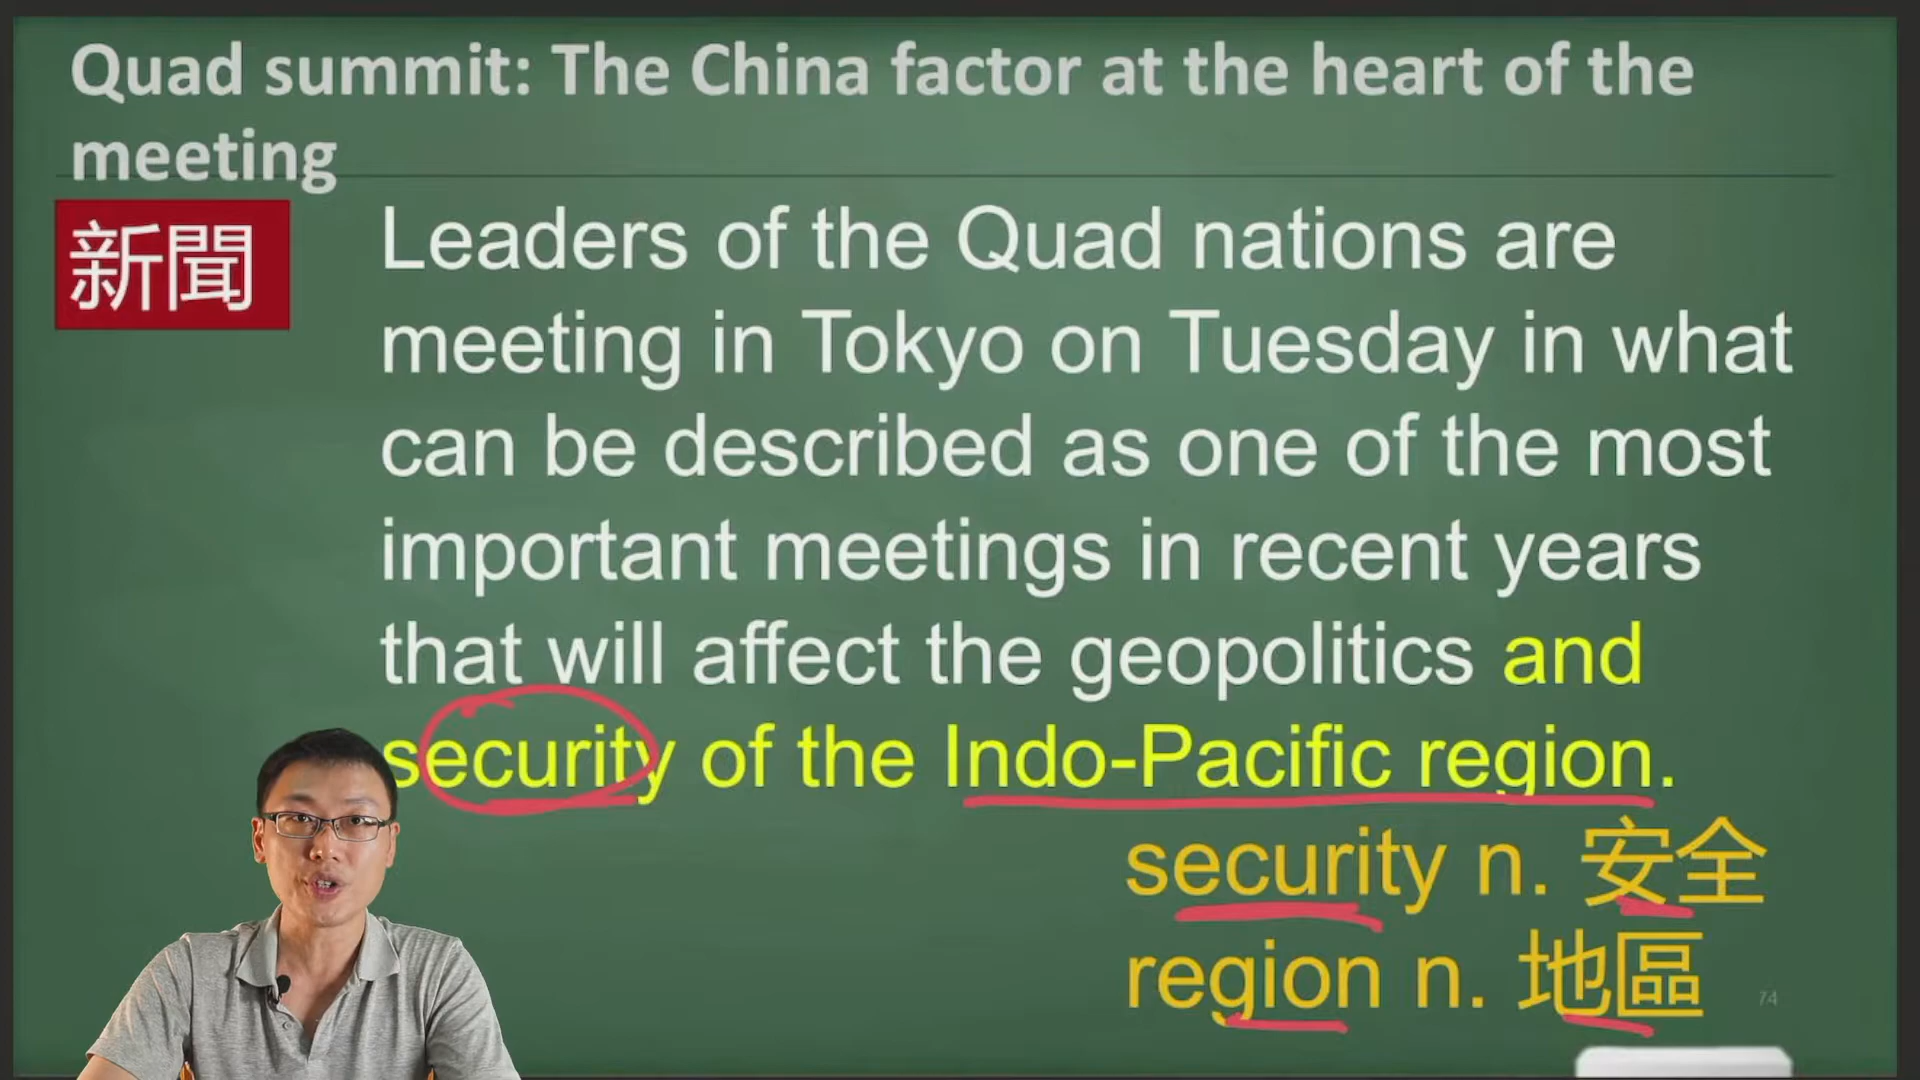 Quad summit: The China factor at the heart of the
meeting
新聞
Leaders of the Quad nations are
meeting in Tokyo on Tuesday in what
can be described as one of the most
important meetings in recent years
that will affect the geopolitics and
security of the Indo-Pacific region.
security n. 安全
region n. 地區
74